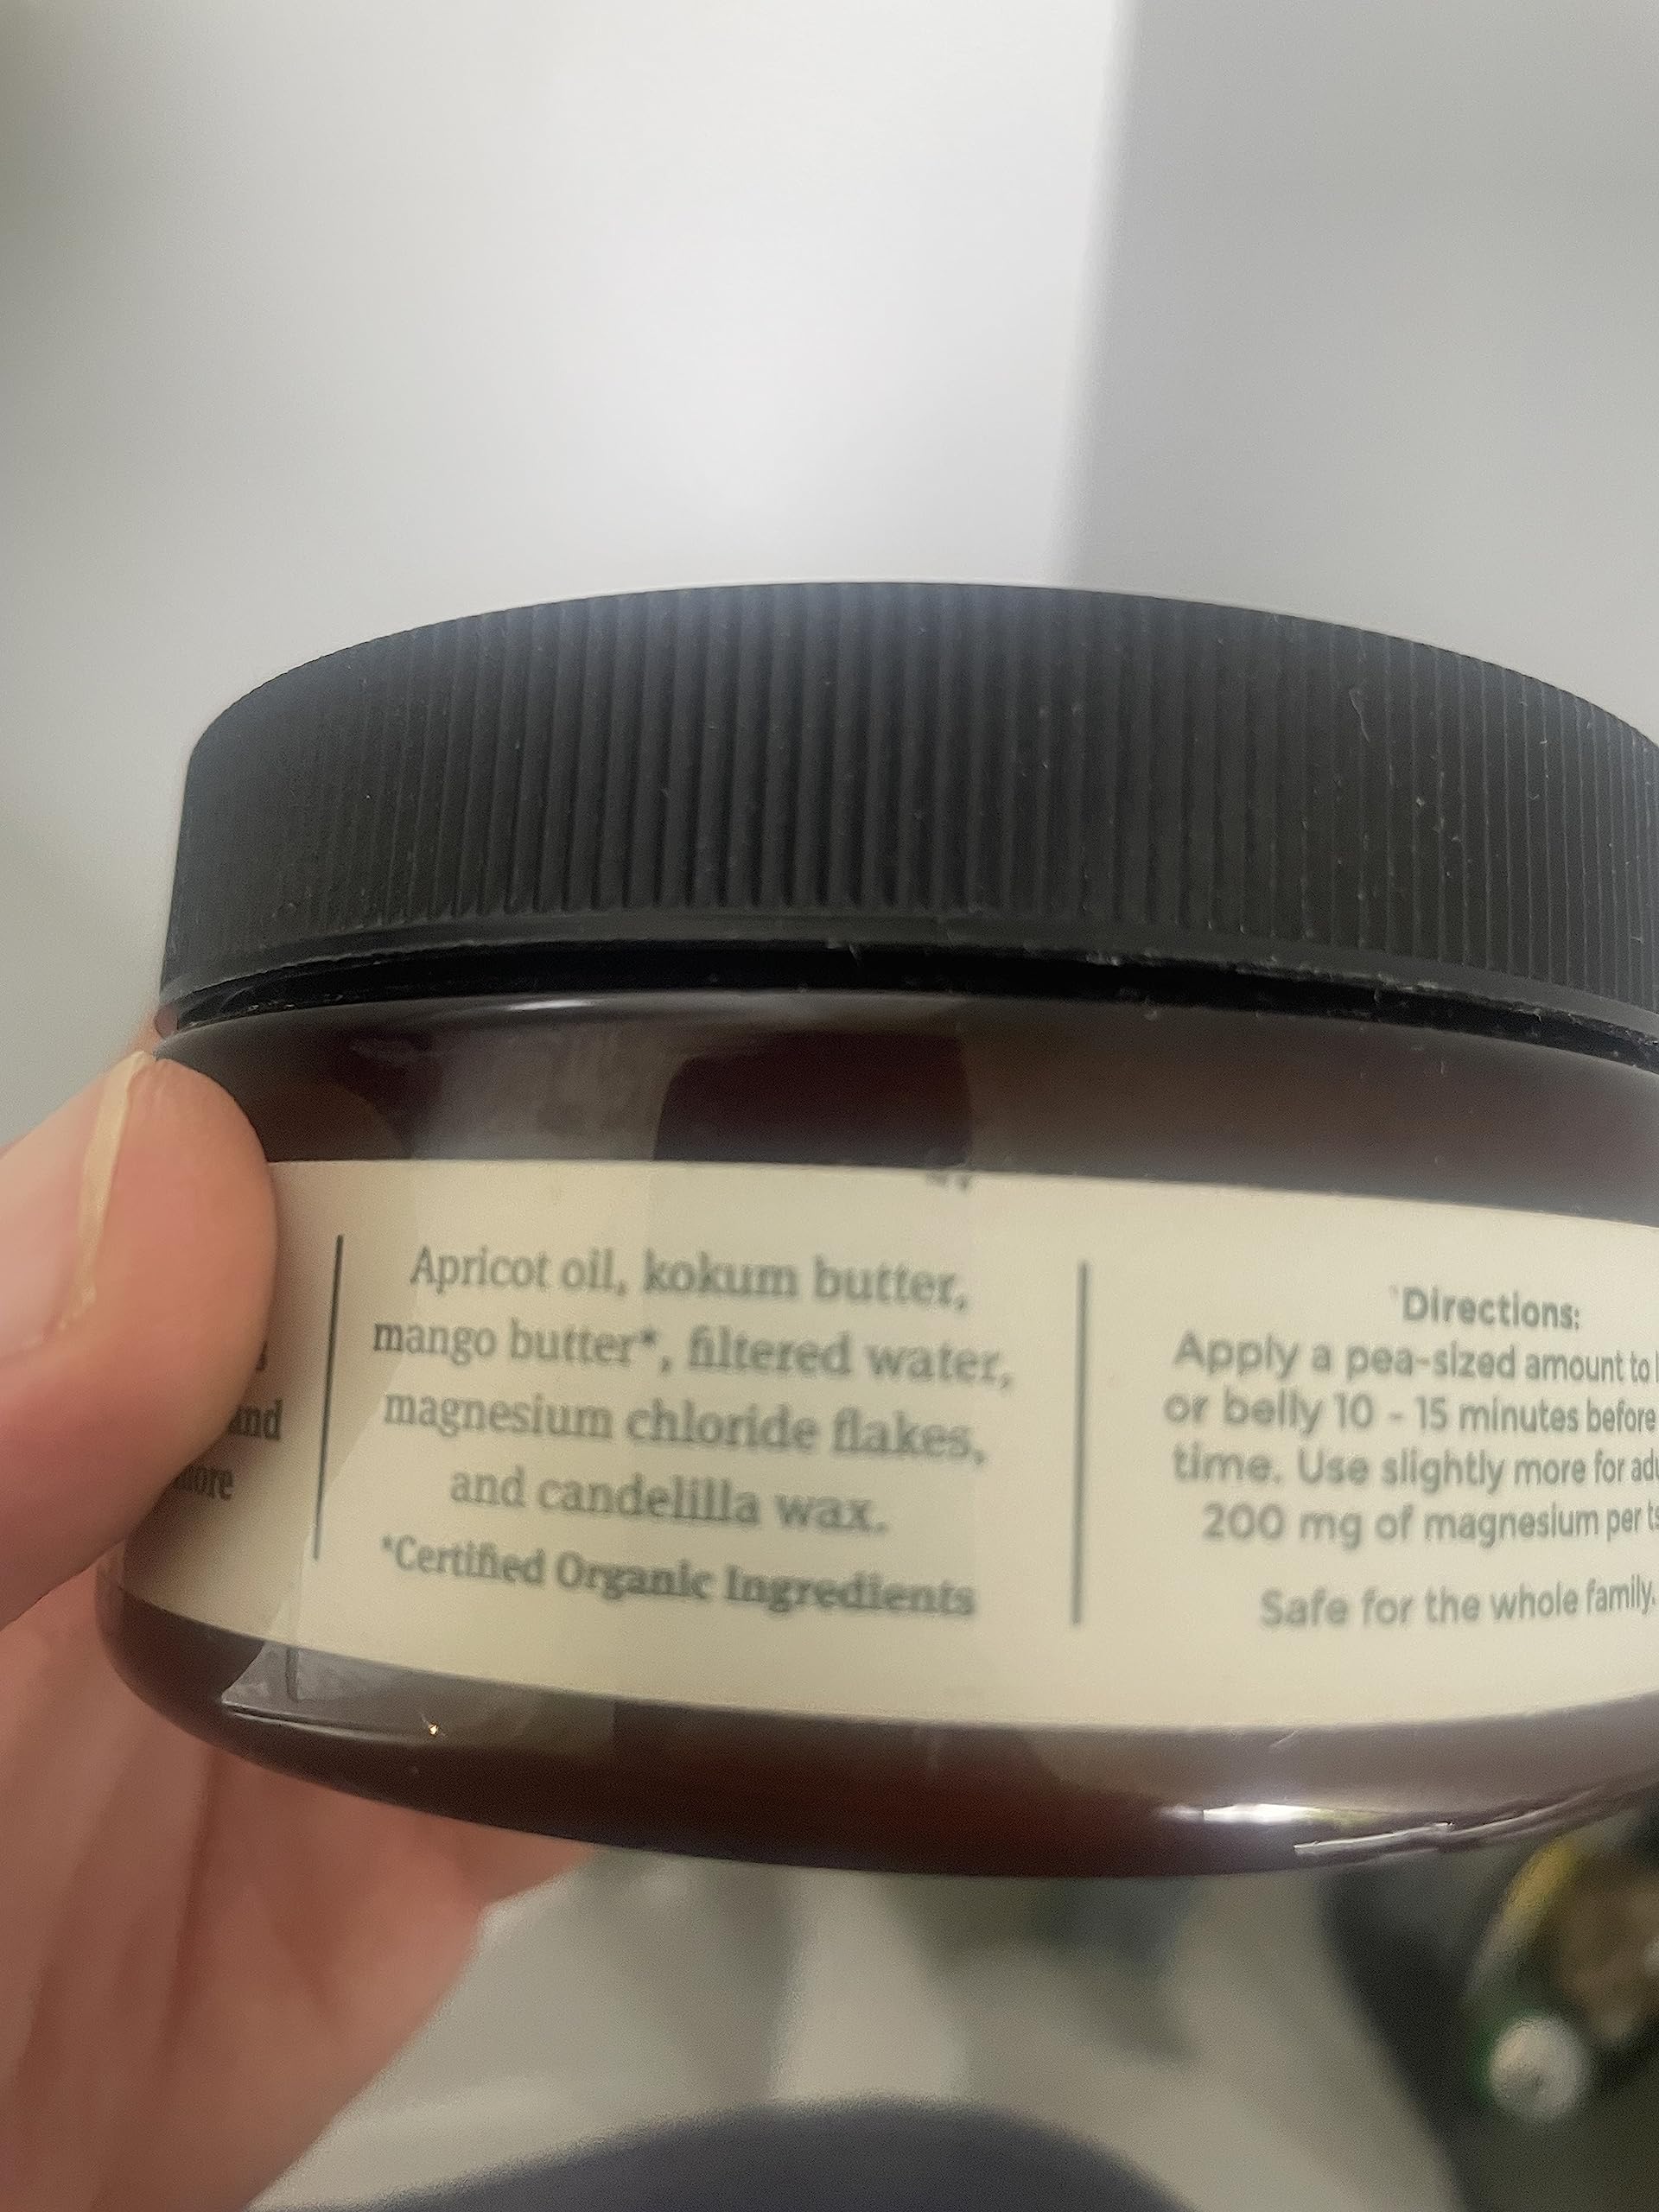 and
more
Apricot oil, kokum butter,
mango butter*, filtered water,
magnesium chloride flakes,
and candelilla wax.
*Certified Organic Ingredients
Directions:
Apply a pea-sized amount to
or belly 10 - 15 minutes before
time. Use slightly more for
200 mg of magnesium per
Safe for the whole family.